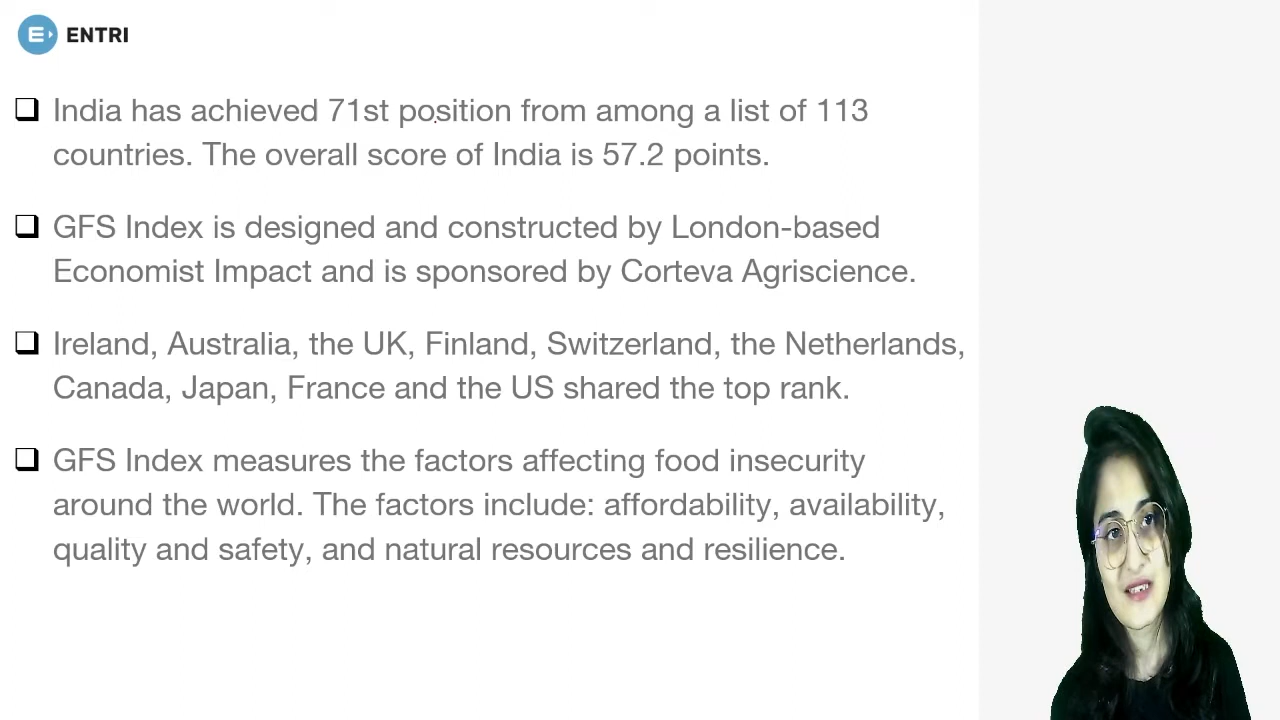 ENTRI
India has achieved 71st position from among a list of 113
countries. The overall score of India is 57.2 points.
GFS Index is designed and constructed by London-based
Economist Impact and is sponsored by Corteva Agriscience.
Ireland, Australia, the UK, Finland, Switzerland, the Netherlands,
Canada, Japan, France and the US shared the top rank.
GFS Index measures the factors affecting food insecurity
around the world. The factors include: affordability, availability,
quality and safety, and natural resources and resilience.